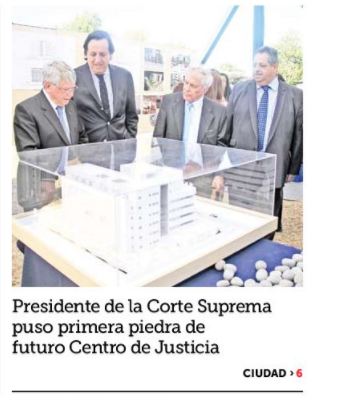 Presidente de la Corte Suprema
puso primera piedra de
futuro Centro de Justicia
CIUDAD › 6